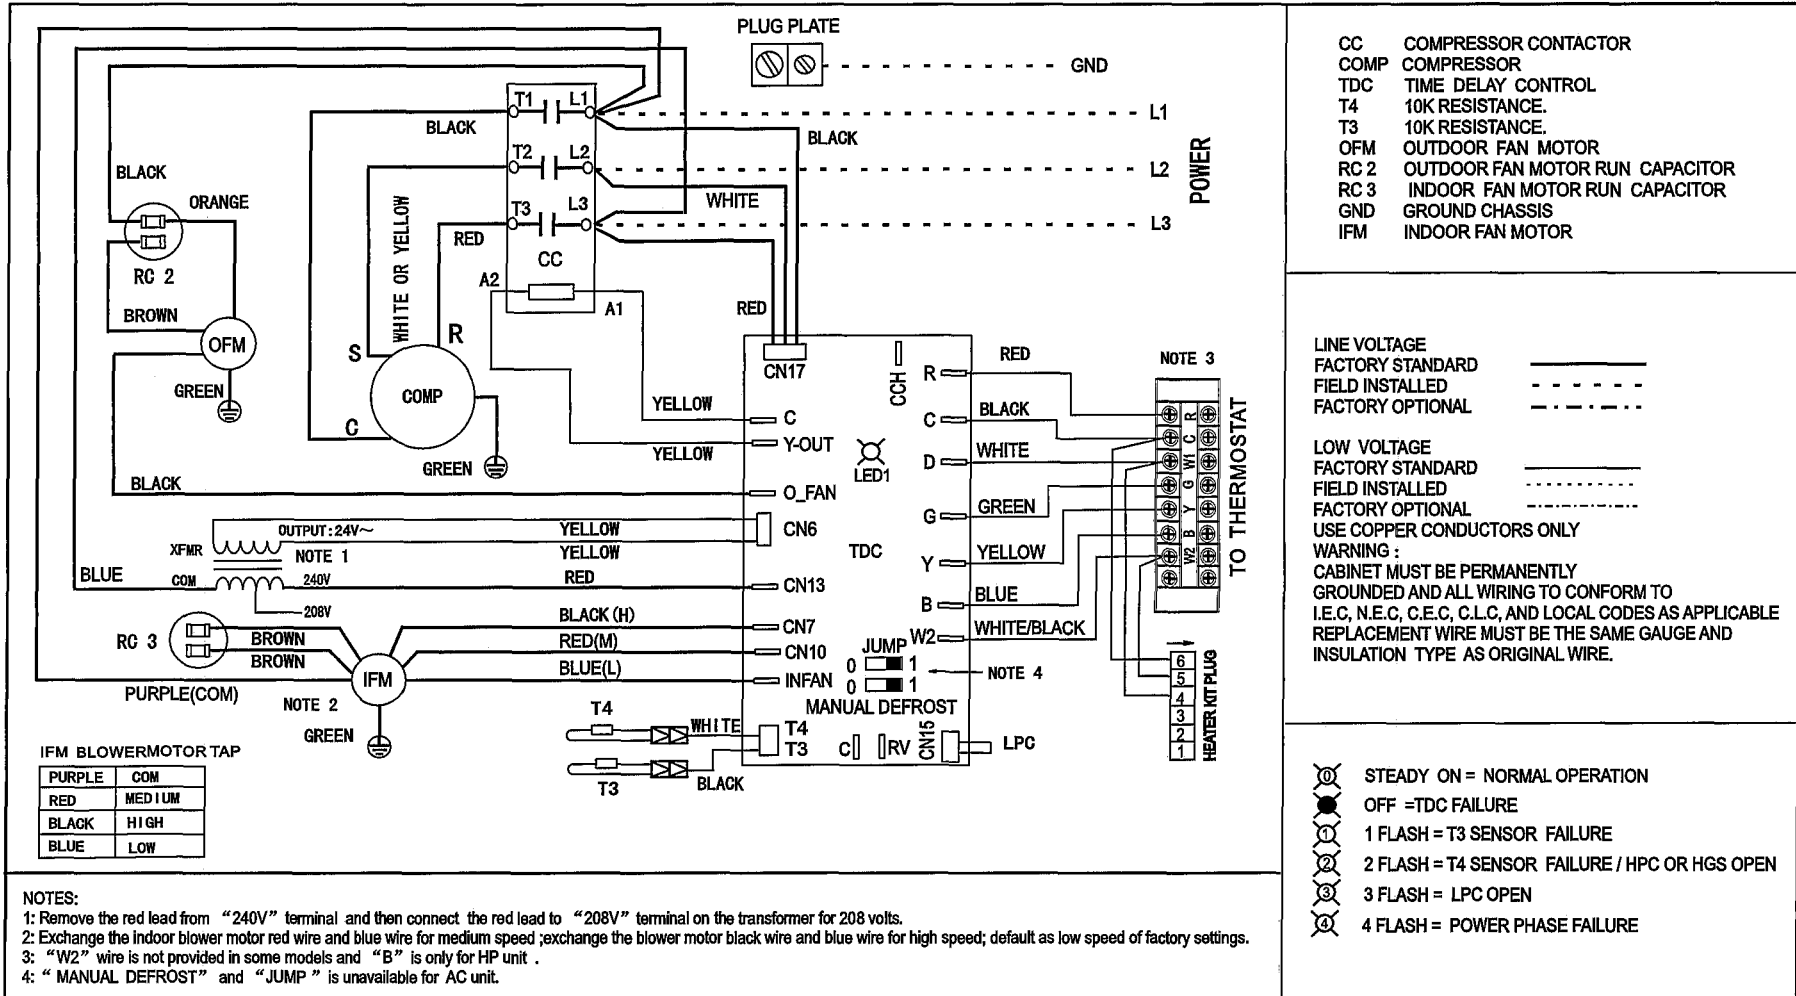 PLUG PLATE
GND
T1 L1
L1
BLACK
BLACK
T2 L2
L2
WHITE
T3 L3
L3
RED
CC
POWER
BLACK
ORANGE
RC 2
BROWN
OFM
GREEN
WHITE OR YELLOW
A2
A1
S
R
C
COMP
GREEN
RED
CN17
CCH
R
RED
NOTE 3
YELLOW
C
C
BLACK
YELLOW
Y-OUT
LED1
D
WHITE
BLACK
O_FAN
G
GREEN
OUTPUT:24V~
YELLOW
CN6
XFMR
NOTE 1
YELLOW
TDC
Y
YELLOW
BLUE
COM
240V
RED
CN13
208V
B
BLUE
BLACK(H)
CN7
W2
WHITE/BLACK
RC 3
BROWN
BROWN
RED(M)
CN10
JUMP
0 1
0 1
NOTE 4
BLUE(L)
INFAN
MANUAL DEFROST
IFM
PURPLE(COM)
NOTE 2
GREEN
T4
WHITE
T4
T3
T3
BLACK
C
RV
CN15
LPC
R
C
W1
G
Y
B
W2
TO THERMOSTAT
6
5
4
3
2
1
HEATER KIT PLUG
IFM BLOWERMOTOR TAP
PURPLE COM
RED MEDIUM
BLACK HIGH
BLUE LOW
NOTES:
1: Remove the red lead from “240V” terminal and then connect the red lead to “208V” terminal on the transformer for 208 volts.
2: Exchange the indoor blower motor red wire and blue wire for medium speed ;exchange the blower motor black wire and blue wire for high speed; default as low speed of factory settings.
3: “W2” wire is not provided in some models and “B” is only for HP unit .
4: “ MANUAL DEFROST” and “JUMP ” is unavailable for AC unit.
CC COMPRESSOR CONTACTOR
COMP COMPRESSOR
TDC TIME DELAY CONTROL
T4 10K RESISTANCE.
T3 10K RESISTANCE.
OFM OUTDOOR FAN MOTOR
RC 2 OUTDOOR FAN MOTOR RUN CAPACITOR
RC 3 INDOOR FAN MOTOR RUN CAPACITOR
GND GROUND CHASSIS
IFM INDOOR FAN MOTOR
LINE VOLTAGE
FACTORY STANDARD
FIELD INSTALLED
FACTORY OPTIONAL
LOW VOLTAGE
FACTORY STANDARD
FIELD INSTALLED
FACTORY OPTIONAL
USE COPPER CONDUCTORS ONLY
WARNING :
CABINET MUST BE PERMANENTLY
GROUNDED AND ALL WIRING TO CONFORM TO
I.E.C, N.E.C, C.E.C, C.L.C, AND LOCAL CODES AS APPLICABLE
REPLACEMENT WIRE MUST BE THE SAME GAUGE AND
INSULATION TYPE AS ORIGINAL WIRE.
0 STEADY ON = NORMAL OPERATION
OFF =TDC FAILURE
1 1 FLASH = T3 SENSOR FAILURE
2 2 FLASH = T4 SENSOR FAILURE / HPC OR HGS OPEN
3 3 FLASH = LPC OPEN
4 4 FLASH = POWER PHASE FAILURE